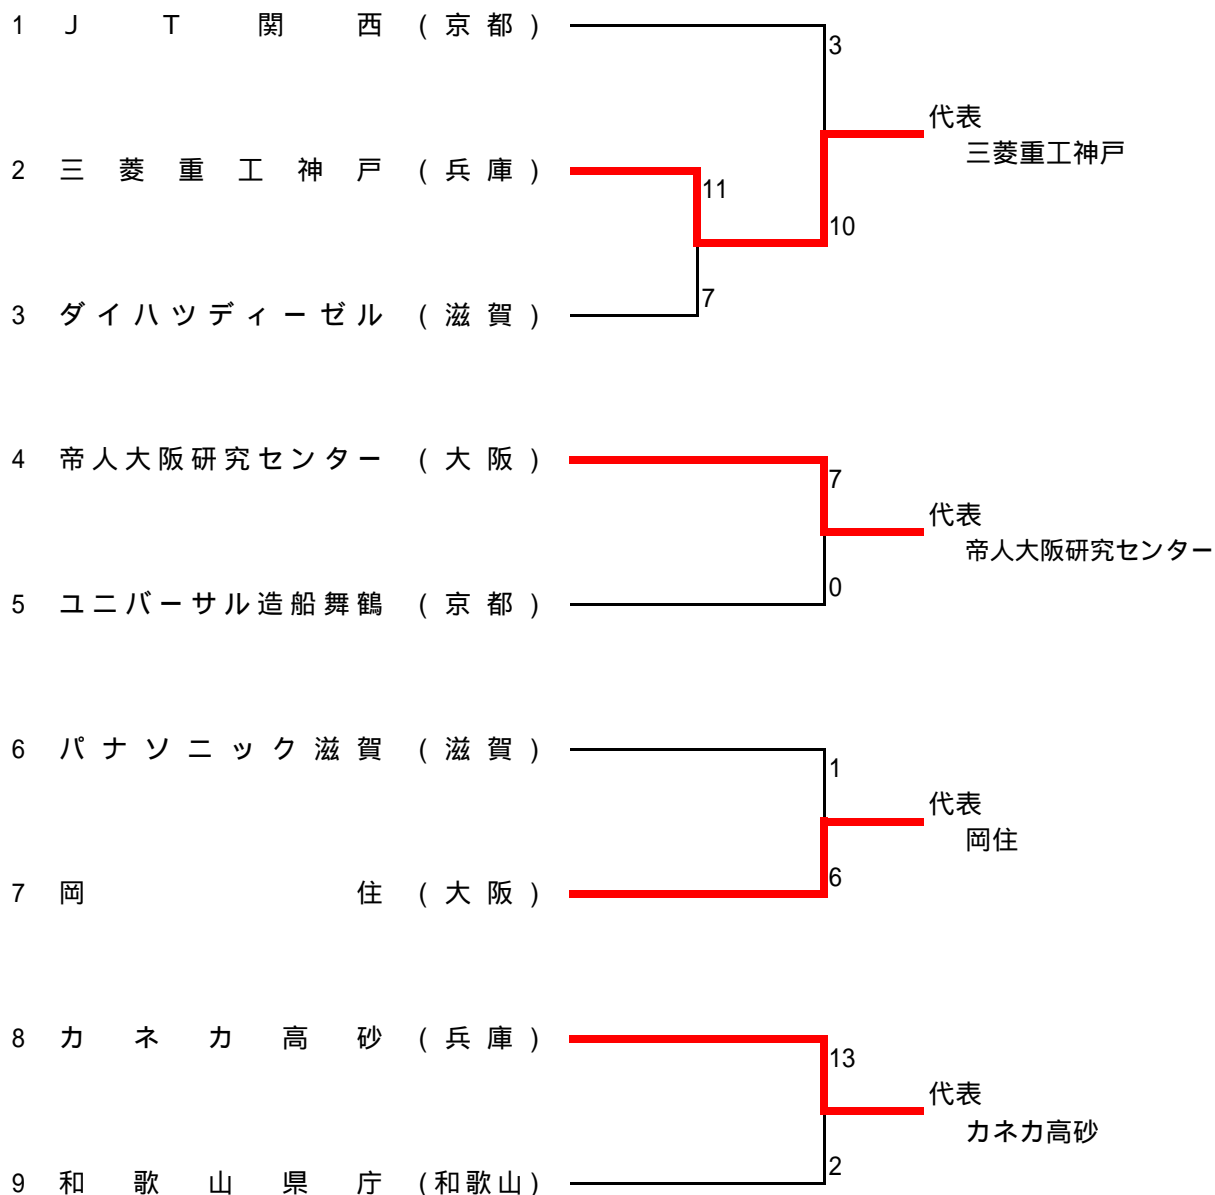 1 Ｊ Ｔ 関 西 ( 京 都 )
3
代表
三菱重工神戸
2 三 菱 重 工 神 戸 ( 兵 庫 )
11
10
7
3 ダイハツディーゼル ( 滋 賀 )
4 帝人大阪研究センター ( 大 阪 )
7
代表
帝人大阪研究センター
0
5 ユニバーサル造船舞鶴 ( 京 都 )
6 パナソニック滋賀 ( 滋 賀 )
1
代表
岡住
6
7 岡 住 ( 大 阪 )
8 カ ネ カ 高 砂 ( 兵 庫 )
13
代表
カネカ高砂
2
9 和 歌 山 県 庁 (和歌山)